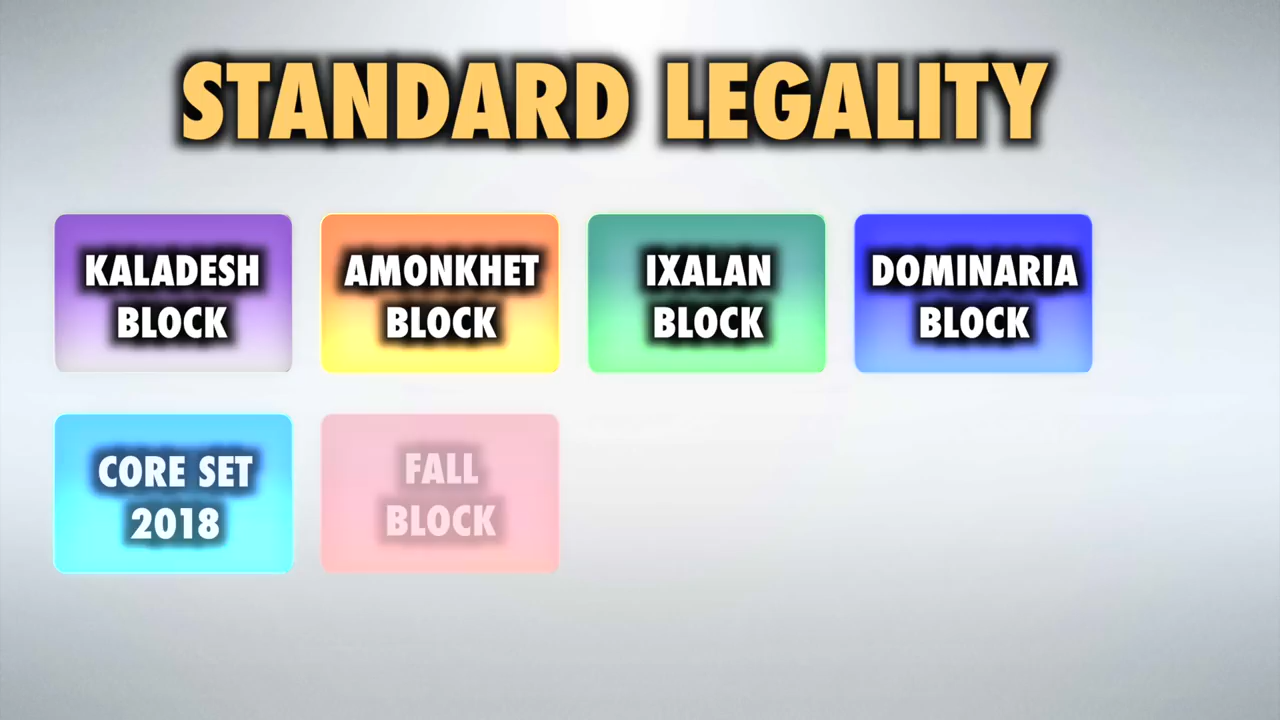 STANDARD LEGALITY
KALADESH
BLOCK
AMONKHET
BLOCK
IXALAN
BLOCK
DOMINARIA
BLOCK
CORE SET
2018
FALL
BLOCK